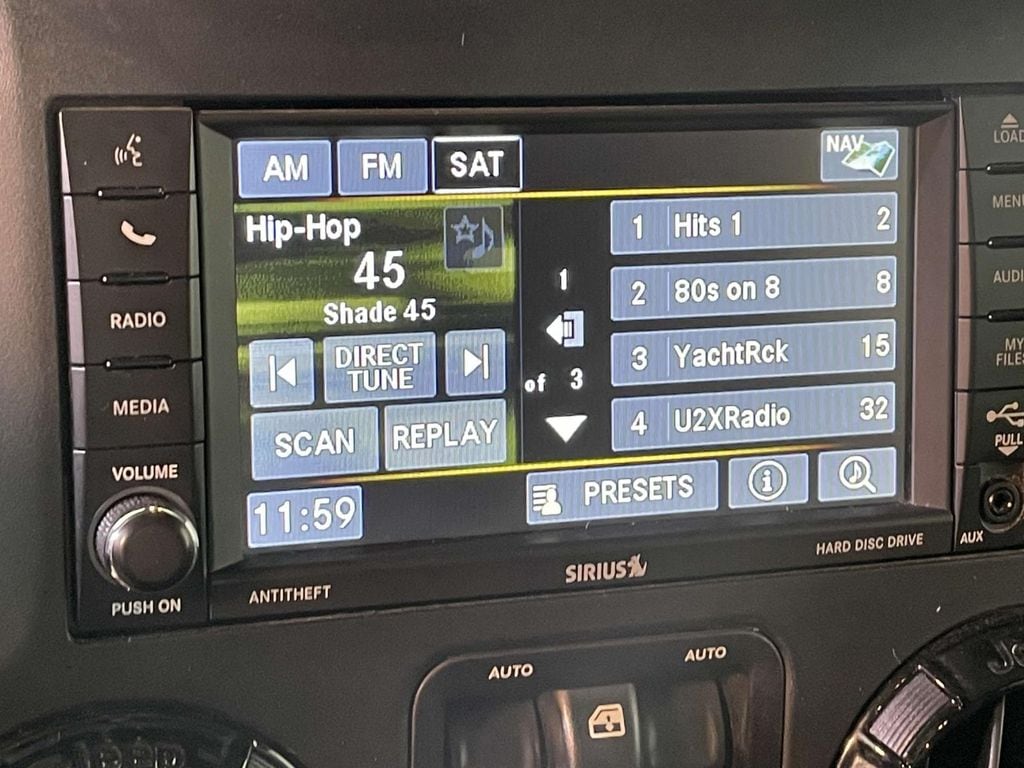 AM FM SAT NAV
Hip-Hop
45
Shade 45
DIRECT
TUNE
SCAN REPLAY
11:59
1
of 3
1 Hits 1 2
2 80s on 8 8
3 YachtRck 15
4 U2XRadio 32
PRESETS
RADIO
MEDIA
VOLUME
PUSH ON
ANTITHEFT
SIRIUS
HARD DISC DRIVE
LOAD
MENU
AUDIO
MY
FILES
PULL
AUX
AUTO AUTO